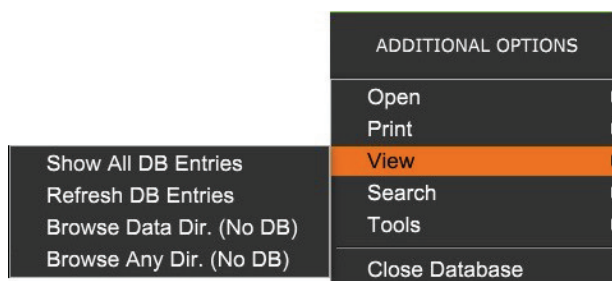 ADDITIONAL OPTIONS
Open
Print
View
Search
Tools
Close Database
Show All DB Entries
Refresh DB Entries
Browse Data Dir. (No DB)
Browse Any Dir. (No DB)